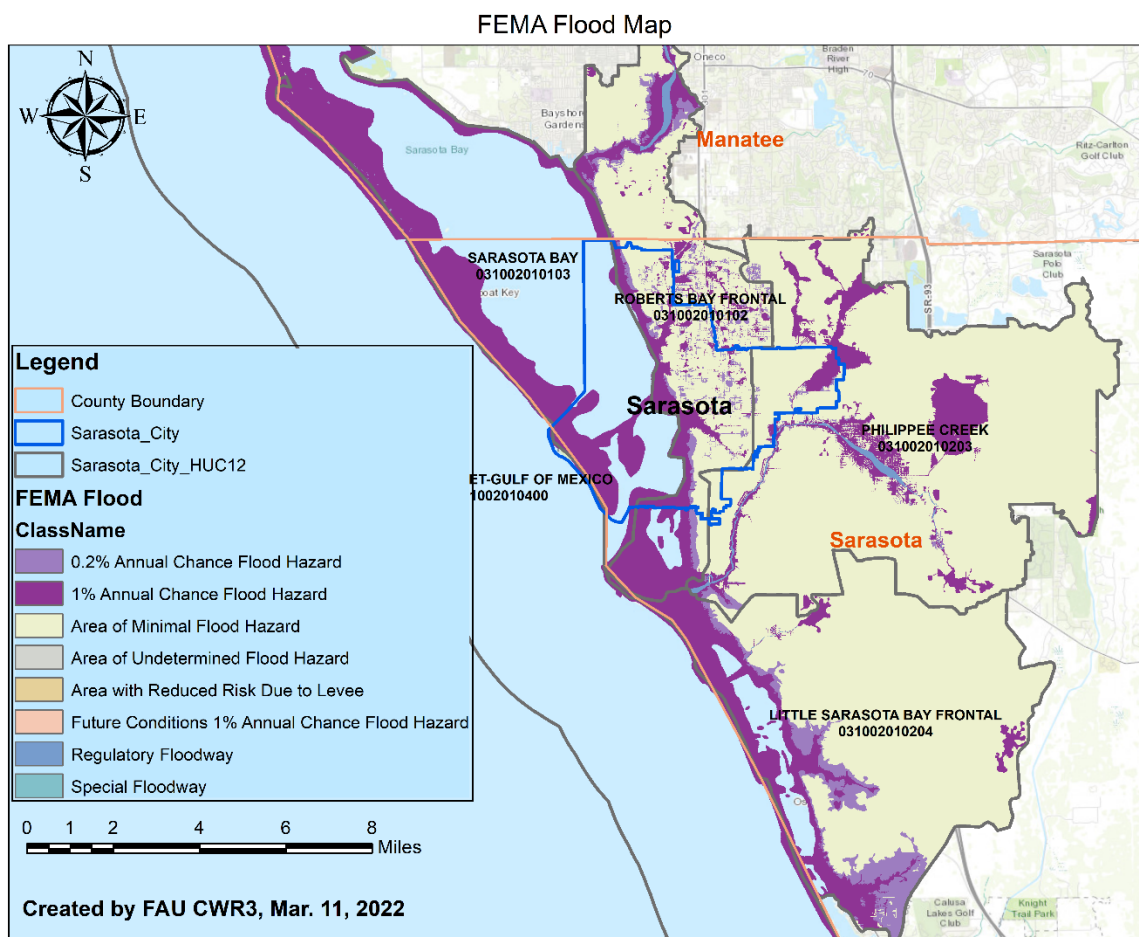 FEMA Flood Map
N
W
E
S
Oneco
Braden
River
High
70
301
Bayshore
Gardens
Manatee
Ritz-Carlton
Golf Club
Sarasota Bay
SARASOTA BAY
031002010103
oat Key
ROBERTS BAY FRONTAL
031002010102
Sarasota
Polo
Club
SR-93
Legend
County Boundary
Sarasota_City
Sarasota_City_HUC12
FEMA Flood
ClassName
0.2% Annual Chance Flood Hazard
1% Annual Chance Flood Hazard
Area of Minimal Flood Hazard
Area of Undetermined Flood Hazard
Area with Reduced Risk Due to Levee
Future Conditions 1% Annual Chance Flood Hazard
Regulatory Floodway
Special Floodway
Sarasota
PHILIPPEE CREEK
031002010203
ET-GULF OF MEXICO
1002010400
Sarasota
LITTLE SARASOTA BAY FRONTAL
031002010204
Os
0 1 2 4 6 8
Miles
Created by FAU CWR3, Mar. 11, 2022
Calusa
Lakes Golf
Club
Knight
Trail Park